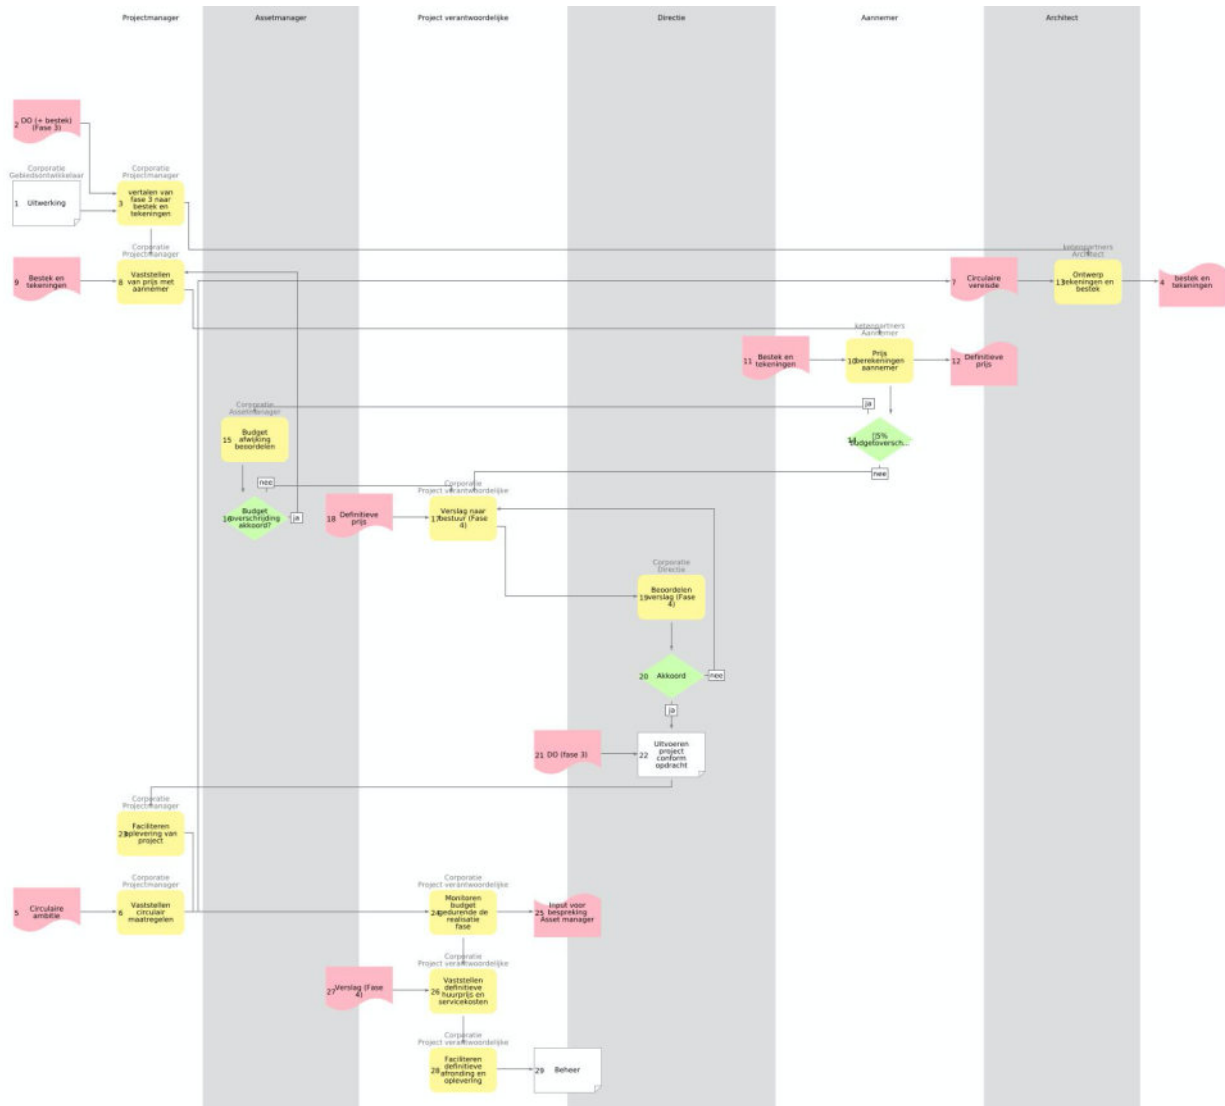 Projectmanager
Assetmanager
Project verantwoordelijke
Directie
Aannemer
Architect
2
DO (+ bestek)
(Fase 3)
Corporatie
Gebiedsontwikkelaar
1
Uitwerking
Corporatie
Projectmanager
3
vertalen van
fase 3 naar
bestek en
tekeningen
9
Bestek en
tekeningen
Corporatie
Projectmanager
8
Vaststellen
van prijs met
aannemer
7
Circulaire
vereisde
ketenpartners
Architect
13
Ontwerp
tekeningen en
bestek
4
bestek en
tekeningen
11
Bestek en
tekeningen
ketenpartners
Aannemer
10
Prijs
berekeningen
aannemer
12
Definitieve
prijs
ja
Corporatie
Assetmanager
15
Budget
afwijking
beoordelen
14
5%
budgetoversch...
nee
nee
16
Budget
overschrijding
akkoord?
ja
18
Definitieve
prijs
Corporatie
Project verantwoordelijke
17
Verslag naar
bestuur (Fase
4)
Corporatie
Directie
19
Beoordelen
verslag (Fase
4)
20
Akkoord
nee
ja
21
DO (fase 3)
22
Uitvoeren
project
conform
opdracht
Corporatie
Projectmanager
23
Faciliteren
oplevering van
project
5
Circulaire
ambitie
Corporatie
Projectmanager
6
Vaststellen
circulair
maatregelen
Corporatie
Project verantwoordelijke
24
Monitoren
budget
gedurende de
realisatie
fase
25
Input voor
bespreking
Asset manager
27
Verslag (Fase
4)
Corporatie
Project verantwoordelijke
26
Vaststellen
definitieve
huurprijs en
servicekosten
Corporatie
Project verantwoordelijke
28
Faciliteren
definitieve
afronding en
oplevering
29
Beheer